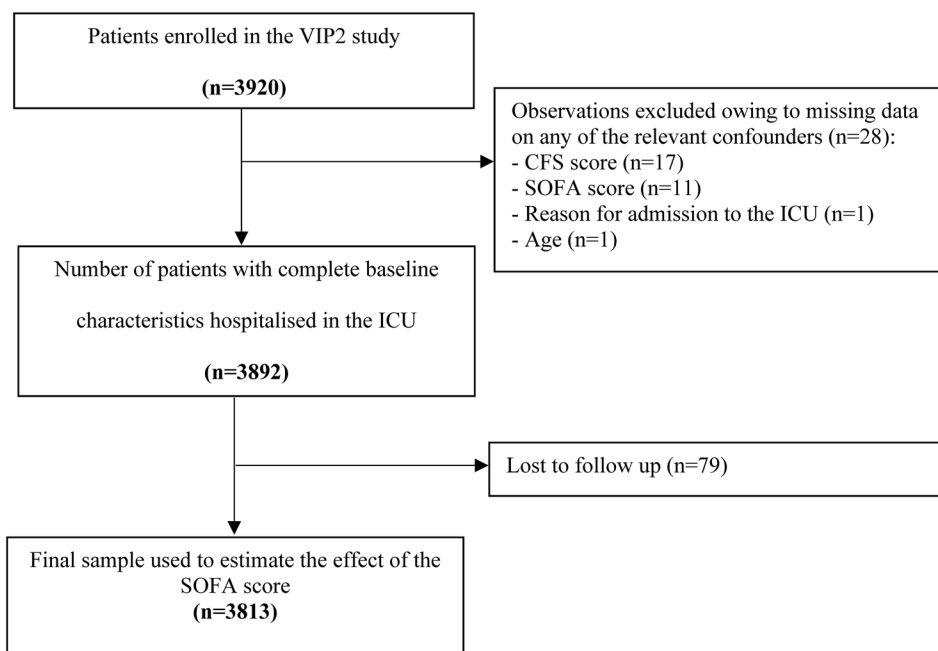 Patients enrolled in the VIP2 study
(n=3920)
Observations excluded owing to missing data
on any of the relevant confounders (n=28):
- CFS score (n=17)
- SOFA score (n=11)
- Reason for admission to the ICU (n=1)
- Age (n=1)
Number of patients with complete baseline
characteristics hospitalised in the ICU
(n=3892)
Lost to follow up (n=79)
Final sample used to estimate the effect of the
SOFA score
(n=3813)